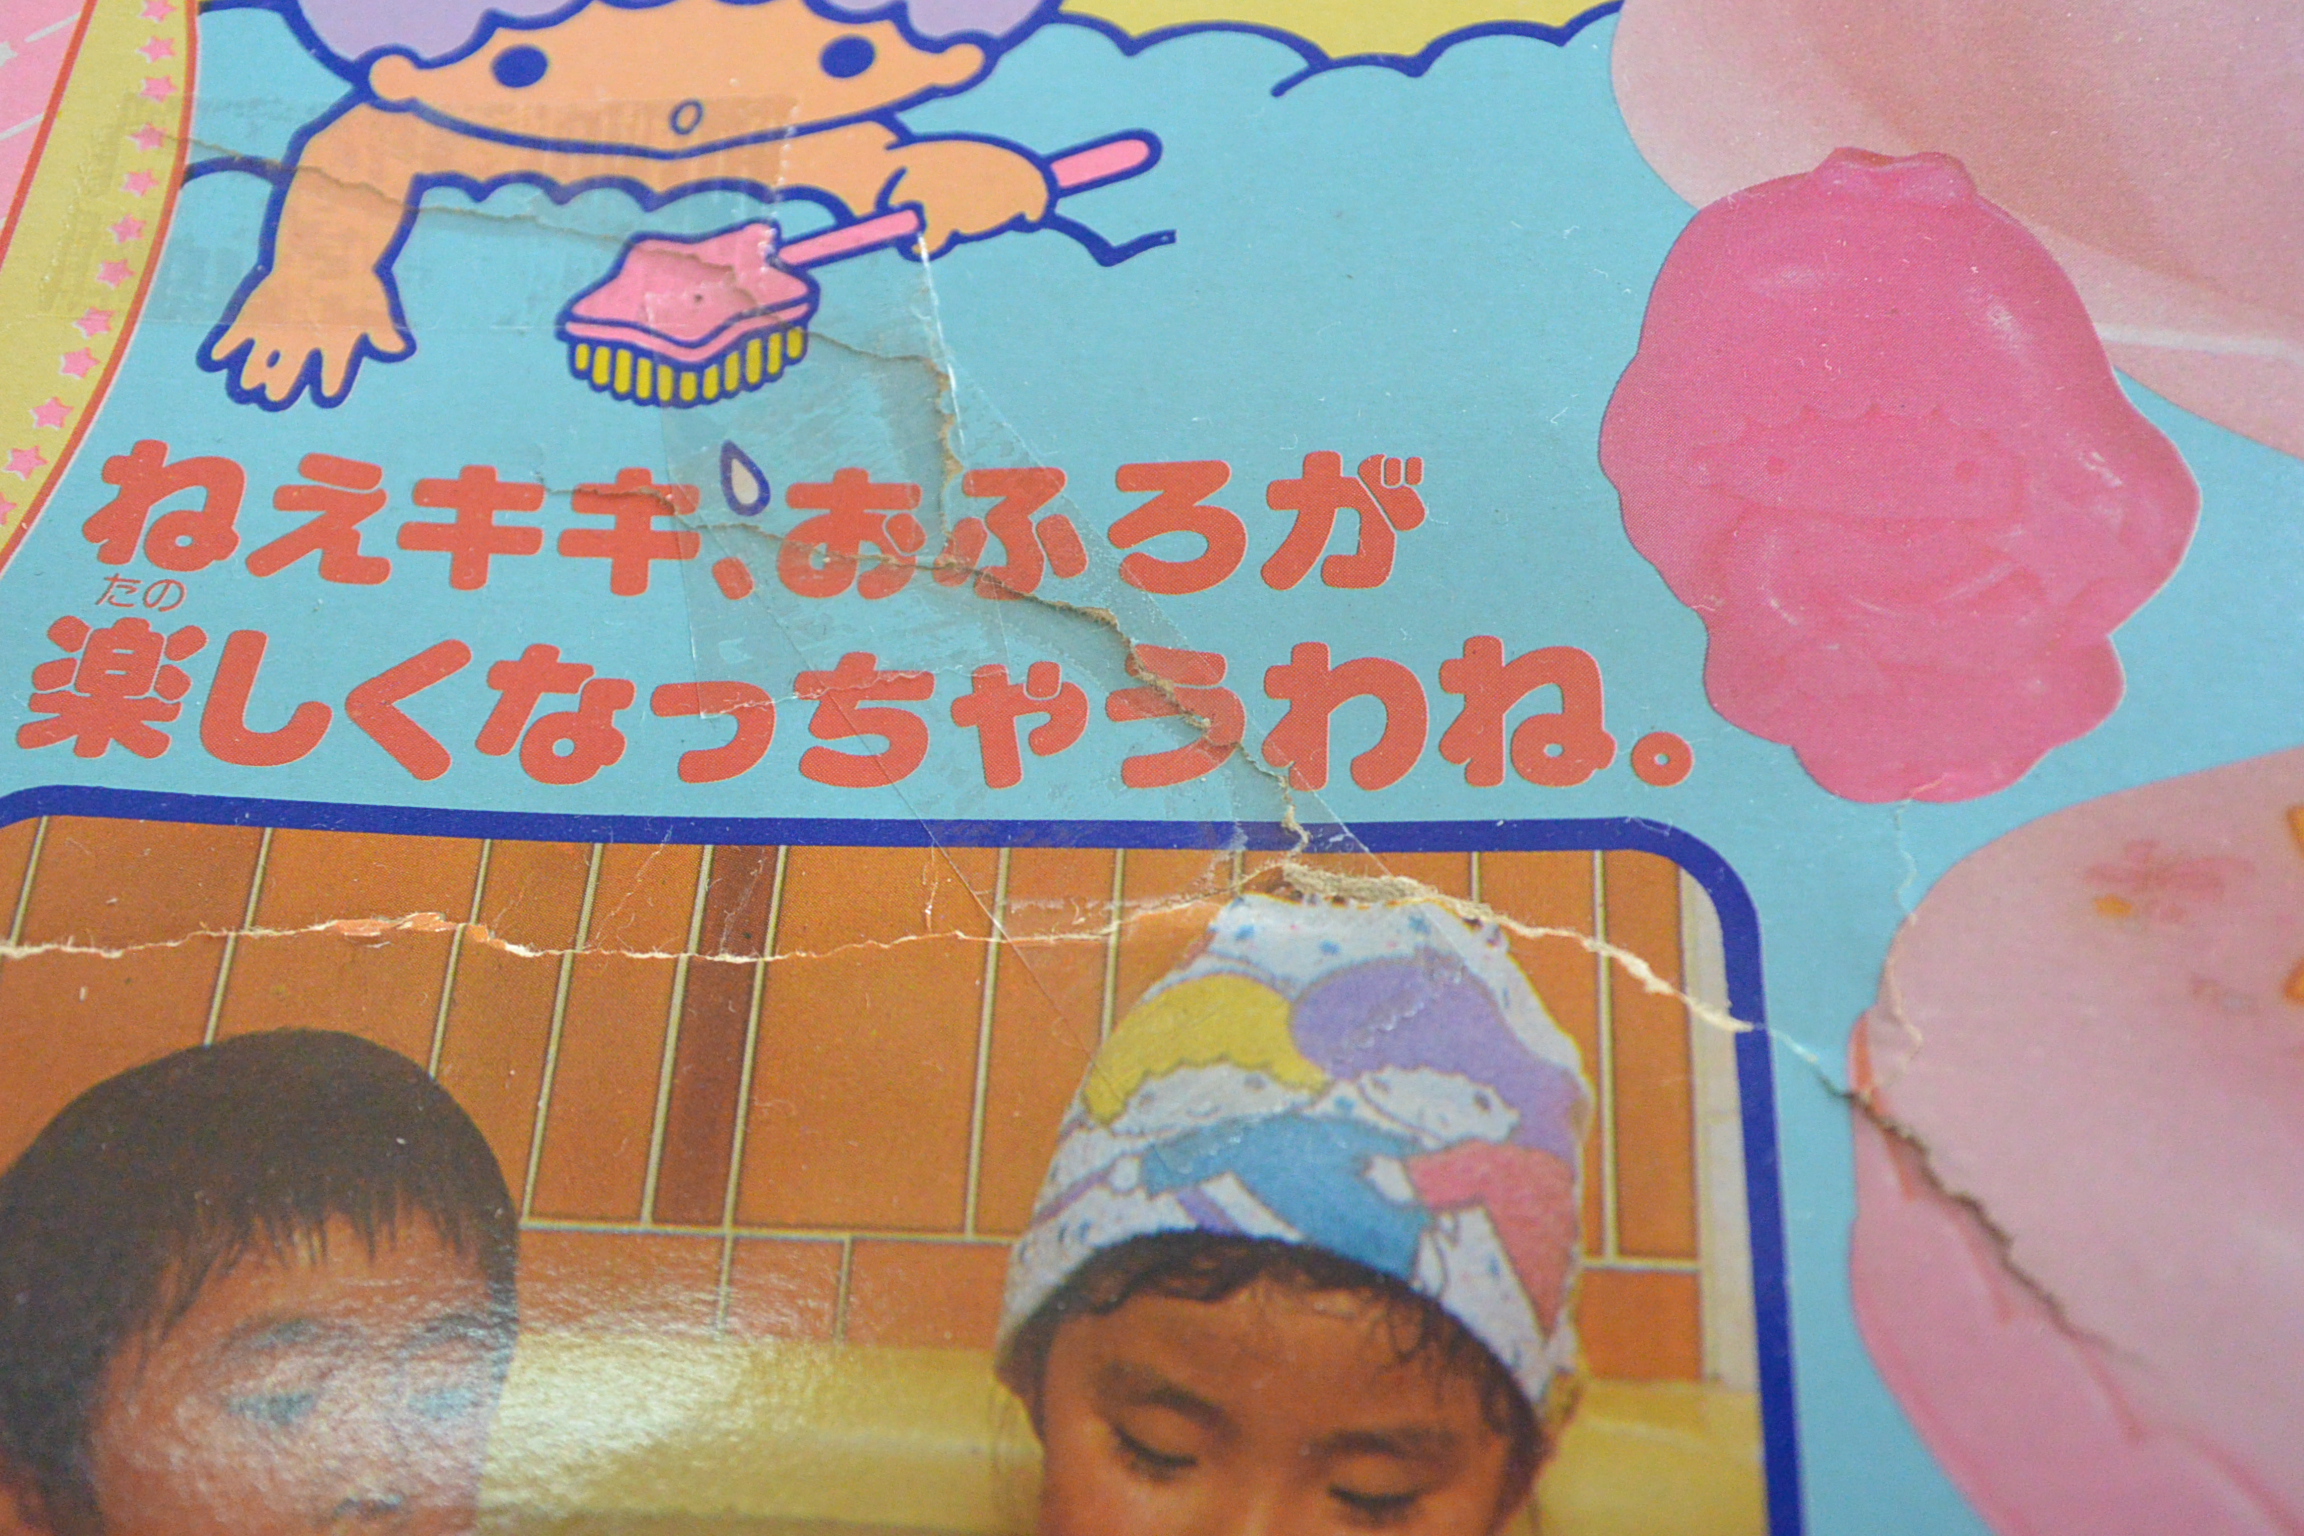 ねえキキ、おふろが
たの
楽しくなっちゃうわね。